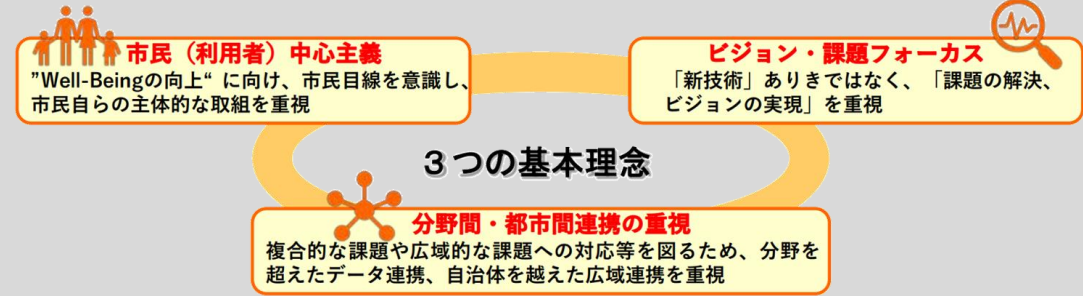 市民（利用者）中心主義
”Well-Beingの向上“ に向け、市民目線を意識し、
市民自らの主体的な取組を重視
ビジョン・課題フォーカス
「新技術」ありきではなく、「課題の解決、
ビジョンの実現」を重視
３つの基本理念
分野間・都市間連携の重視
複合的な課題や広域的な課題への対応等を図るため、分野を
超えたデータ連携、自治体を越えた広域連携を重視